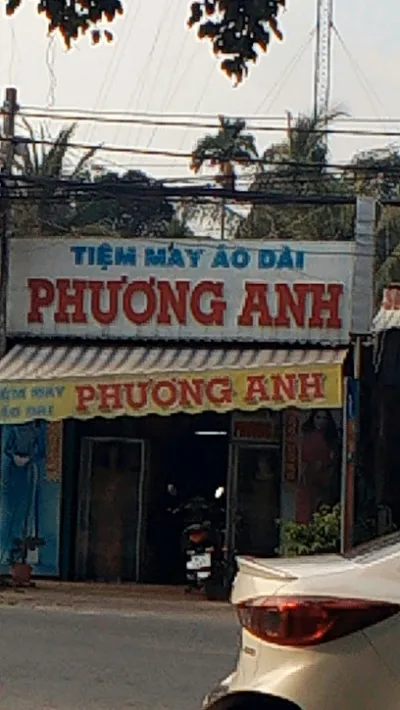 TIỆM MAY ÁO DÀI
PHƯƠNG ANH
TIỆM MAY
ÁO DÀI
PHƯƠNG ANH